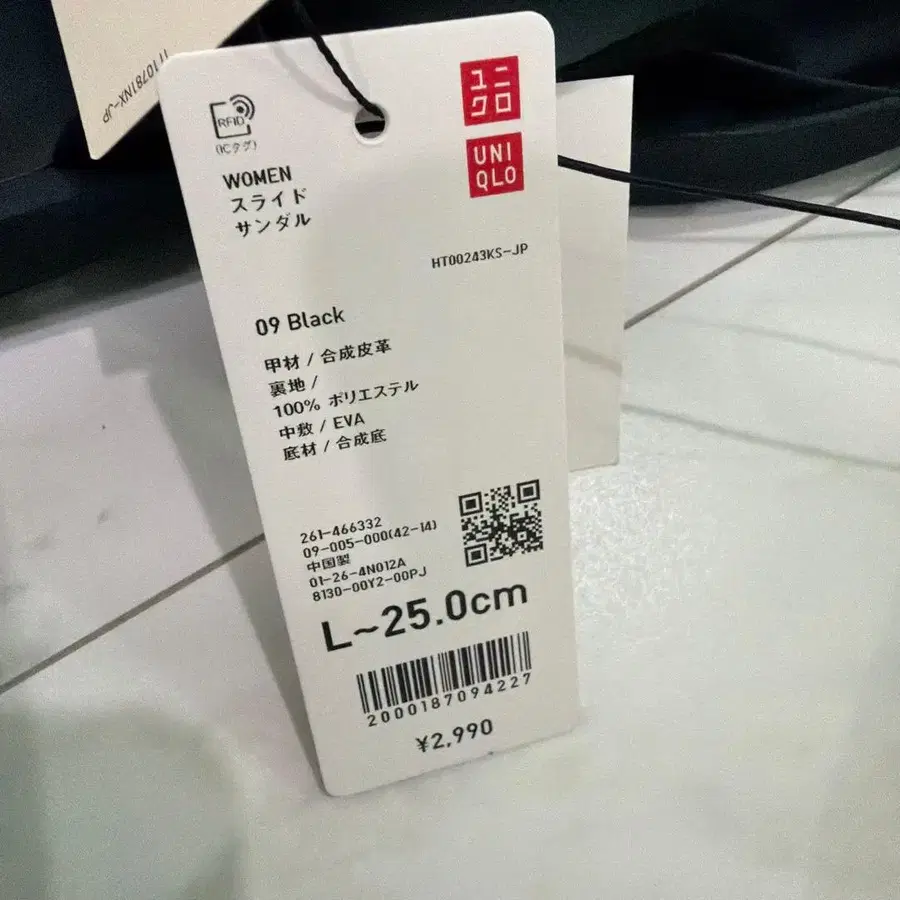 TT10781NX-JP
RFID
(ICタグ)
ユニ
クロ
UNI
QLO
WOMEN
スライド
サンダル
HT00243KS-JP
09 Black
甲材 / 合成皮革
裏地 /
100% ポリエステル
中敷 / EVA
底材 / 合成底
261-466332
09-005-000(42-14)
中国製
01-26-4N012A
8130-00Y2-00PJ
L~25.0cm
2000187094227
¥2,990